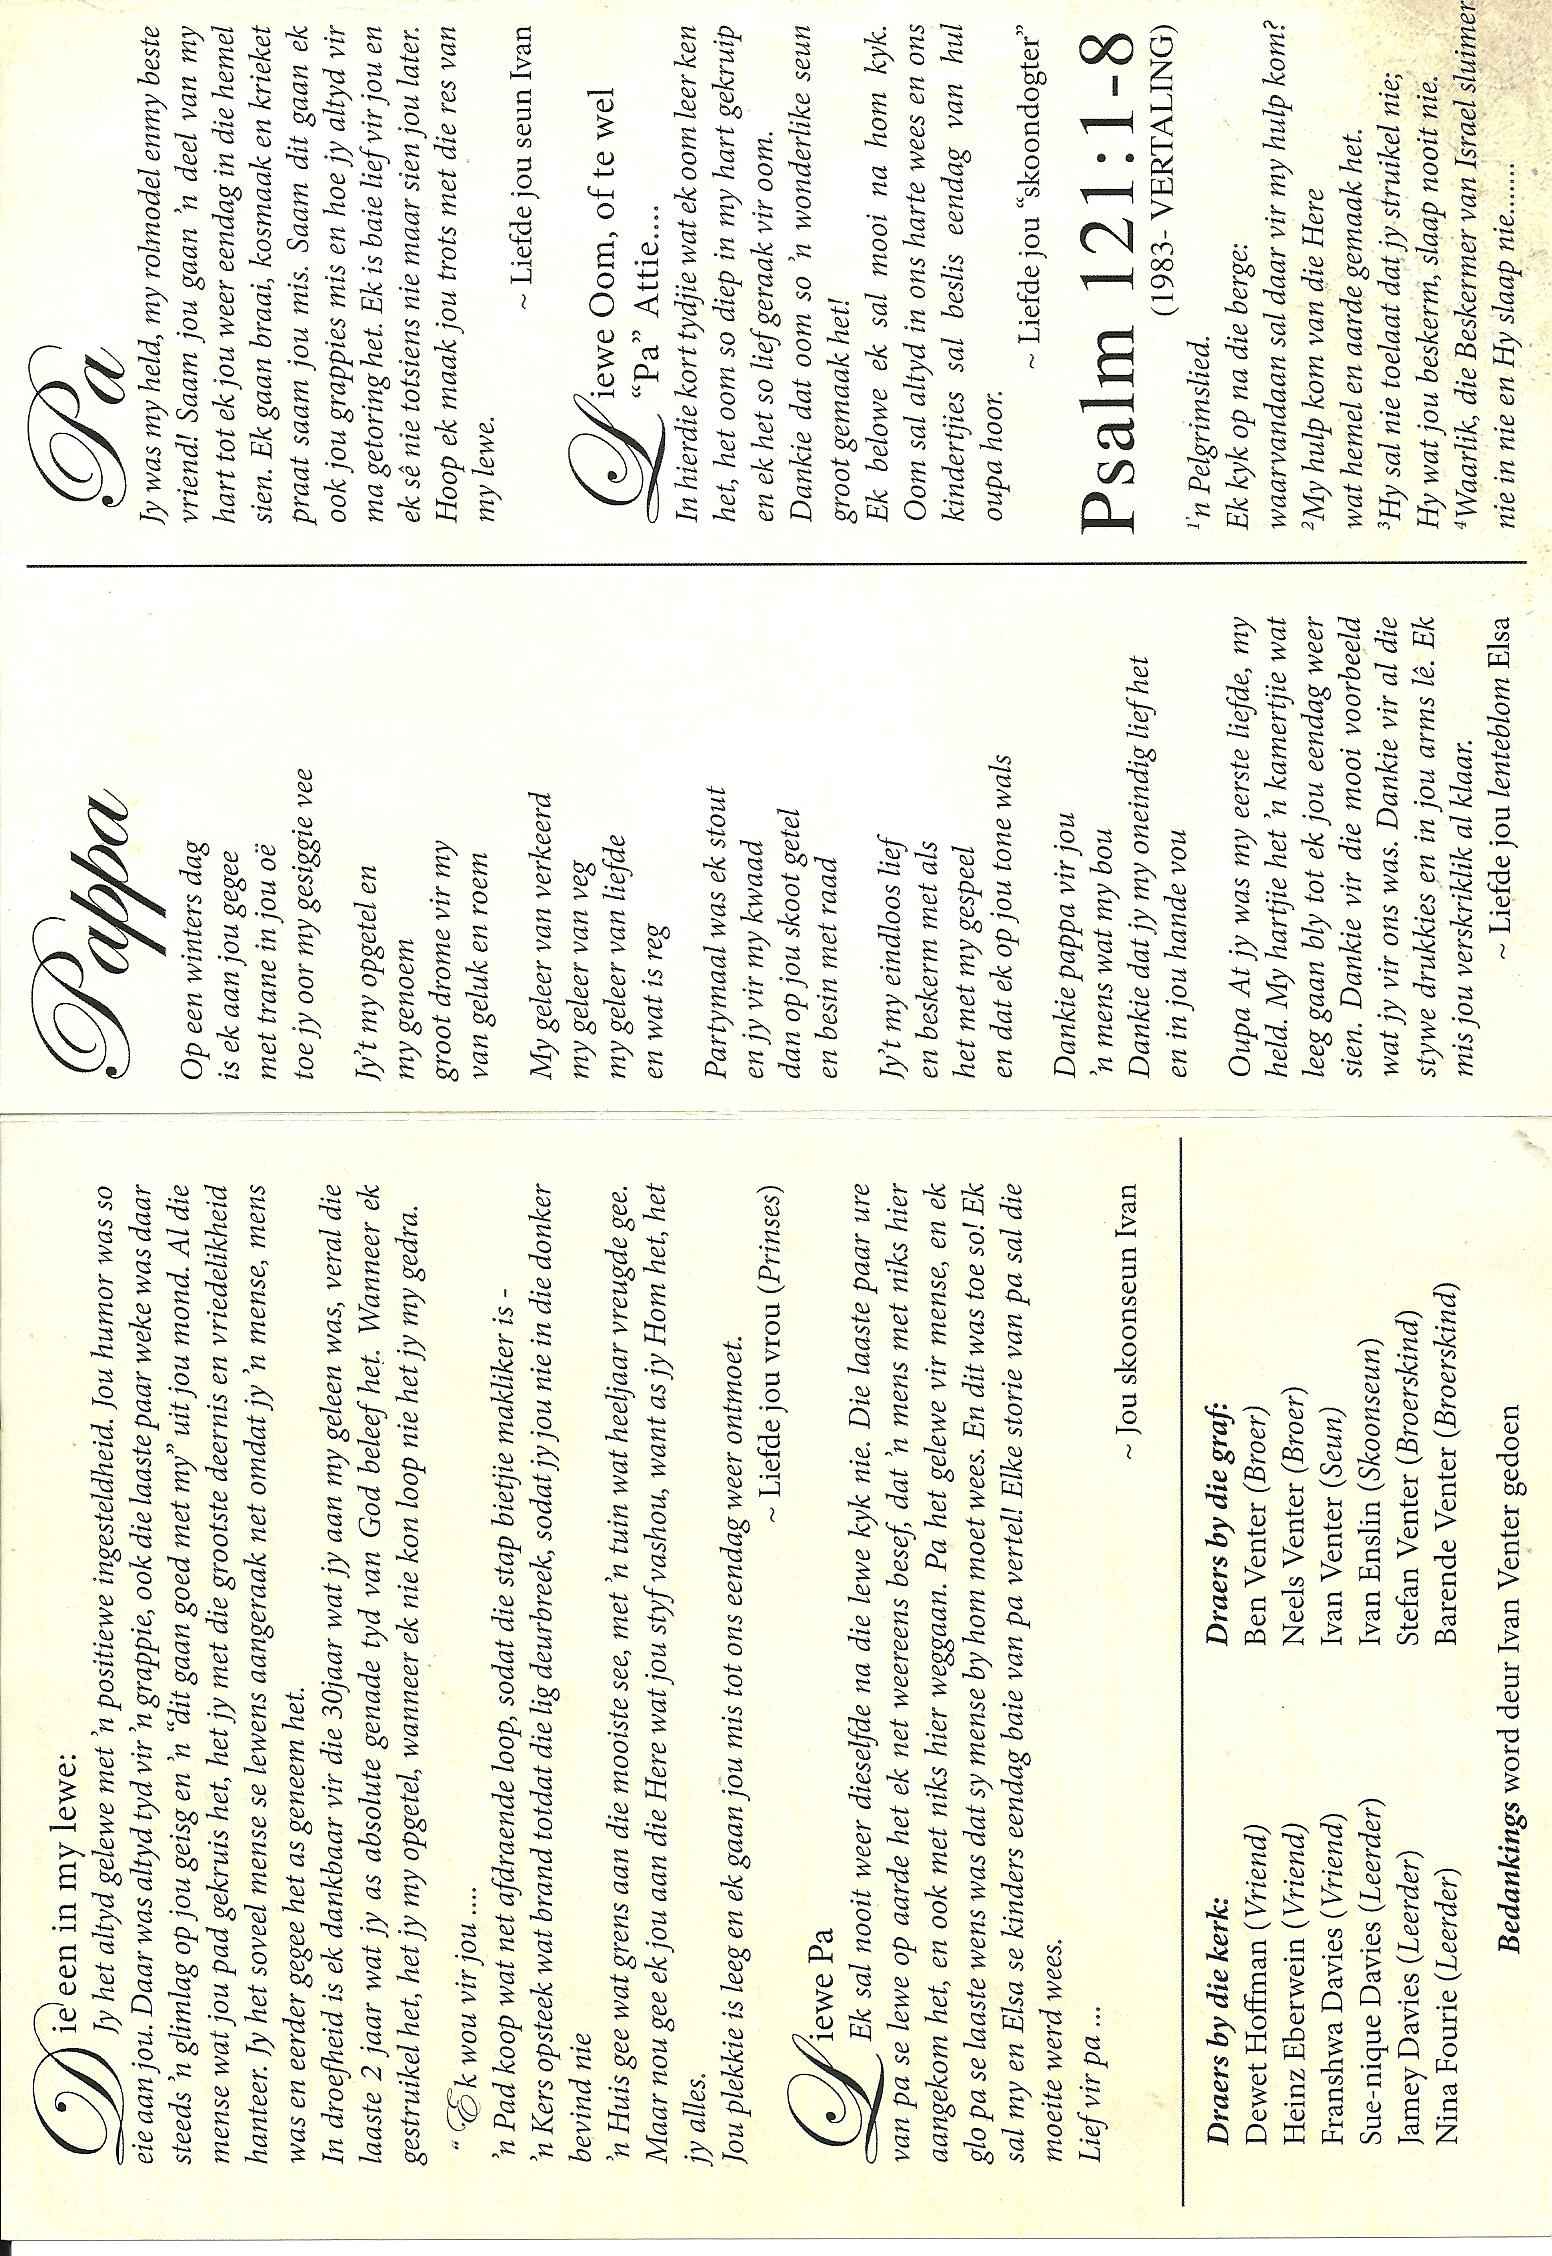 Die een in my lewe:
Jy het altyd gelewe met 'n positiewe ingesteldheid. Jou humor was so
eie aan jou. Daar was altyd tyd vir 'n grappie, ook die laaste paar weke was daar
steeds 'n glimlag op jou geisg en 'n “dit gaan goed met my” uit jou mond. Al die
mense wat jou pad gekruis het, het jy met die grootste deernis en vriedelikheid
hanteer. Jy het soveel mense se lewens aangeraak net omdat jy 'n mense, mens
was en eerder gegee het as geneem het.
In droefheid is ek dankbaar vir die 30jaar wat jy aan my geleen was, veral die
laaste 2 jaar wat jy as absolute genade tyd van God beleef het. Wanneer ek
gestruikel het, het jy my opgetel, wanneer ek nie kon loop nie het jy my gedra.
“ Ek wou vir jou ....
'n Pad koop wat net afdraende loop, sodat die stap bietjie makliker is -
'n Kers opsteek wat brand totdat die lig deurbreek, sodat jy jou nie in die donker
bevind nie
'n Huis gee wat grens aan die mooiste see, met 'n tuin wat heeljaar vreugde gee.
Maar nou gee ek jou aan die Here wat jou styf vashou, want as jy Hom het, het
jy alles.
Jou plekkie is leeg en ek gaan jou mis tot ons eendag weer ontmoet.
~ Liefde jou vrou (Prinses)
Liewe Pa
Ek sal nooit weer dieselfde na die lewe kyk nie. Die laaste paar ure
van pa se lewe op aarde het ek net weereens besef, dat 'n mens met niks hier
aangekom het, en ook met niks hier weggaan. Pa het gelewe vir mense, en ek
glo pa se laaste wens was dat sy mense by hom moet wees. En dit was toe so! Ek
sal my en Elsa se kinders eendag baie van pa vertel! Elke storie van pa sal die
moeite werd wees.
Lief vir pa ...
~ Jou skoonseun Ivan
Draers by die kerk:
Dewet Hoffman (Vriend)
Heinz Eberwein (Vriend)
Franshwa Davies (Vriend)
Sue-nique Davies (Leerder)
Jamey Davies (Leerder)
Nina Fourie (Leerder)
Draers by die graf:
Ben Venter (Broer)
Neels Venter (Broer)
Ivan Venter (Seun)
Ivan Enslin (Skoonseun)
Stefan Venter (Broerskind)
Barende Venter (Broerskind)
Bedankings word deur Ivan Venter gedoen
Pappa
Op een winters dag
is ek aan jou gegee
met trane in jou oë
toe jy oor my gesiggie vee
Jy't my opgetel en
my genoem
groot drome vir my
van geluk en roem
My geleer van verkeerd
my geleer van veg
my geleer van liefde
en wat is reg
Partymaal was ek stout
en jy vir my kwaad
dan op jou skoot getel
en besin met raad
Jy't my eindloos lief
en beskerm met als
het met my gespeel
en dat ek op jou tone wals
Dankie pappa vir jou
'n mens wat my bou
Dankie dat jy my oneindig lief het
en in jou hande vou
Oupa At jy was my eerste liefde, my
held. My hartjie het 'n kamertjie wat
leeg gaan bly tot ek jou eendag weer
sien. Dankie vir die mooi voorbeeld
wat jy vir ons was. Dankie vir al die
stywe drukkies en in jou arms lê. Ek
mis jou verskriklik al klaar.
~ Liefde jou lenteblom Elsa
Pa
Jy was my held, my rolmodel enmy beste
vriend! Saam jou gaan 'n deel van my
hart tot ek jou weer eendag in die hemel
sien. Ek gaan braai, kosmaak en krieket
praat saam jou mis. Saam dit gaan ek
ook jou grappies mis en hoe jy altyd vir
ma getoring het. Ek is baie lief vir jou en
ek sê nie totsiens nie maar sien jou later.
Hoop ek maak jou trots met die res van
my lewe.
~ Liefde jou seun Ivan
Liewe Oom, of te wel
“Pa” Attie....
In hierdie kort tydjie wat ek oom leer ken
het, het oom so diep in my hart gekruip
en ek het so lief geraak vir oom.
Dankie dat oom so 'n wonderlike seun
groot gemaak het!
Ek belowe ek sal mooi na hom kyk.
Oom sal altyd in ons harte wees en ons
kindertjies sal beslis eendag van hul
oupa hoor.
~ Liefde jou “skoondogter”
Psalm 121:1-8
(1983- VERTALING)
¹'n Pelgrimslied.
Ek kyk op na die berge:
waarvandaan sal daar vir my hulp kom?
²My hulp kom van die Here
wat hemel en aarde gemaak het.
³Hy sal nie toelaat dat jy struikel nie;
Hy wat jou beskerm, slaap nooit nie.
⁴Waarlik, die Beskermer van Israel sluimer
nie in nie en Hy slaap nie........